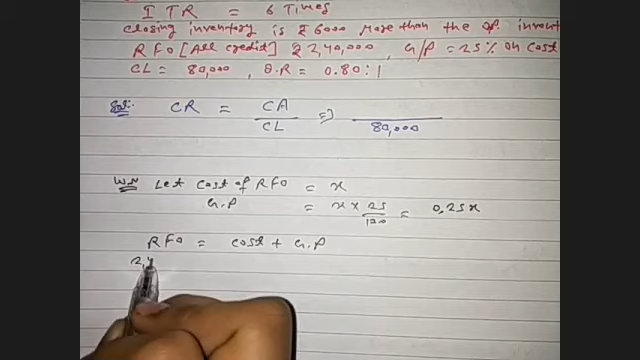 ITR = 6 Times
closing inventory is ₹ 6000 more than the op. invent
RFO [All credit] ₹ 2,40,000, G/P = 25% on cost
CL = 80,000, Q.R = 0.80:1
Sol: CR = CA / CL ⇒ / 80,000
W.N Let cost of RFO = x
G.P = x x 25/100 = 0.25x
RFO = cost + G.P
2,4